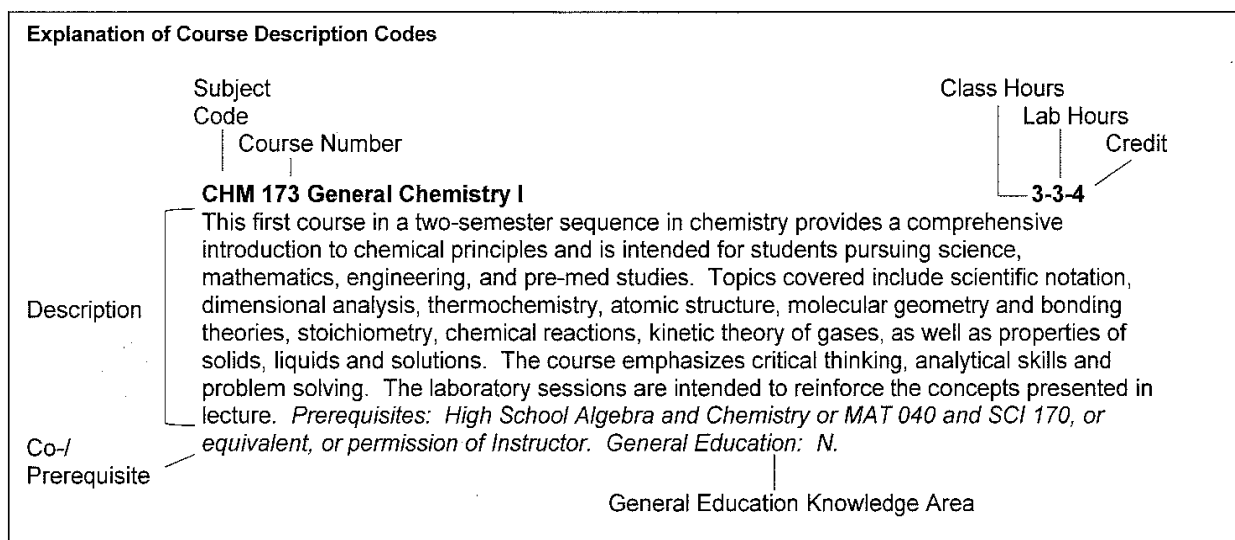 Explanation of Course Description Codes
Subject Code
Class Hours
Lab Hours
Course Number
Credit
CHM 173 General Chemistry I 3-3-4
This first course in a two-semester sequence in chemistry provides a comprehensive
introduction to chemical principles and is intended for students pursuing science,
mathematics, engineering, and pre-med studies. Topics covered include scientific notation,
dimensional analysis, thermochemistry, atomic structure, molecular geometry and bonding
theories, stoichiometry, chemical reactions, kinetic theory of gases, as well as properties of
solids, liquids and solutions. The course emphasizes critical thinking, analytical skills and
problem solving. The laboratory sessions are intended to reinforce the concepts presented in
lecture. Prerequisites: High School Algebra and Chemistry or MAT 040 and SCI 170, or
equivalent, or permission of Instructor. General Education: N.
Description
Co-/
Prerequisite
General Education Knowledge Area